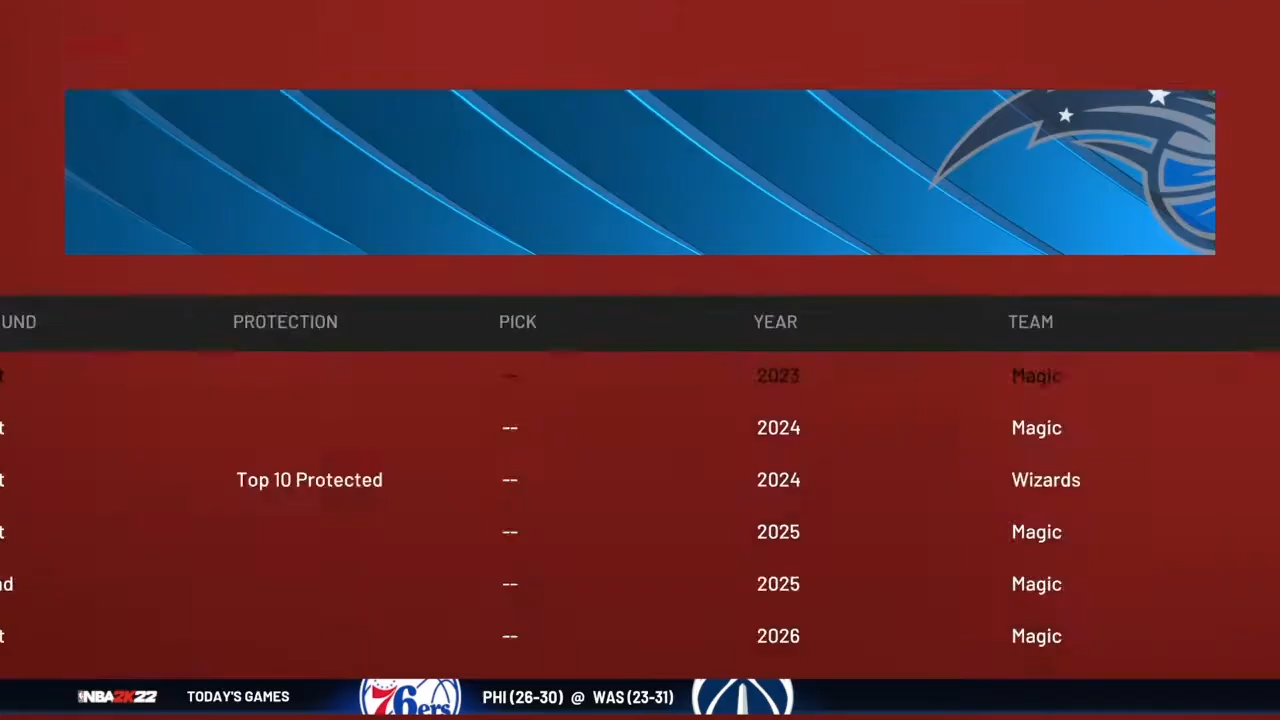 UND PROTECTION PICK YEAR TEAM
t -- 2023 Magic
t -- 2024 Magic
t Top 10 Protected -- 2024 Wizards
t -- 2025 Magic
nd -- 2025 Magic
t -- 2026 Magic
NBA2K22 TODAY'S GAMES 76ers PHI (26-30) @ WAS (23-31)